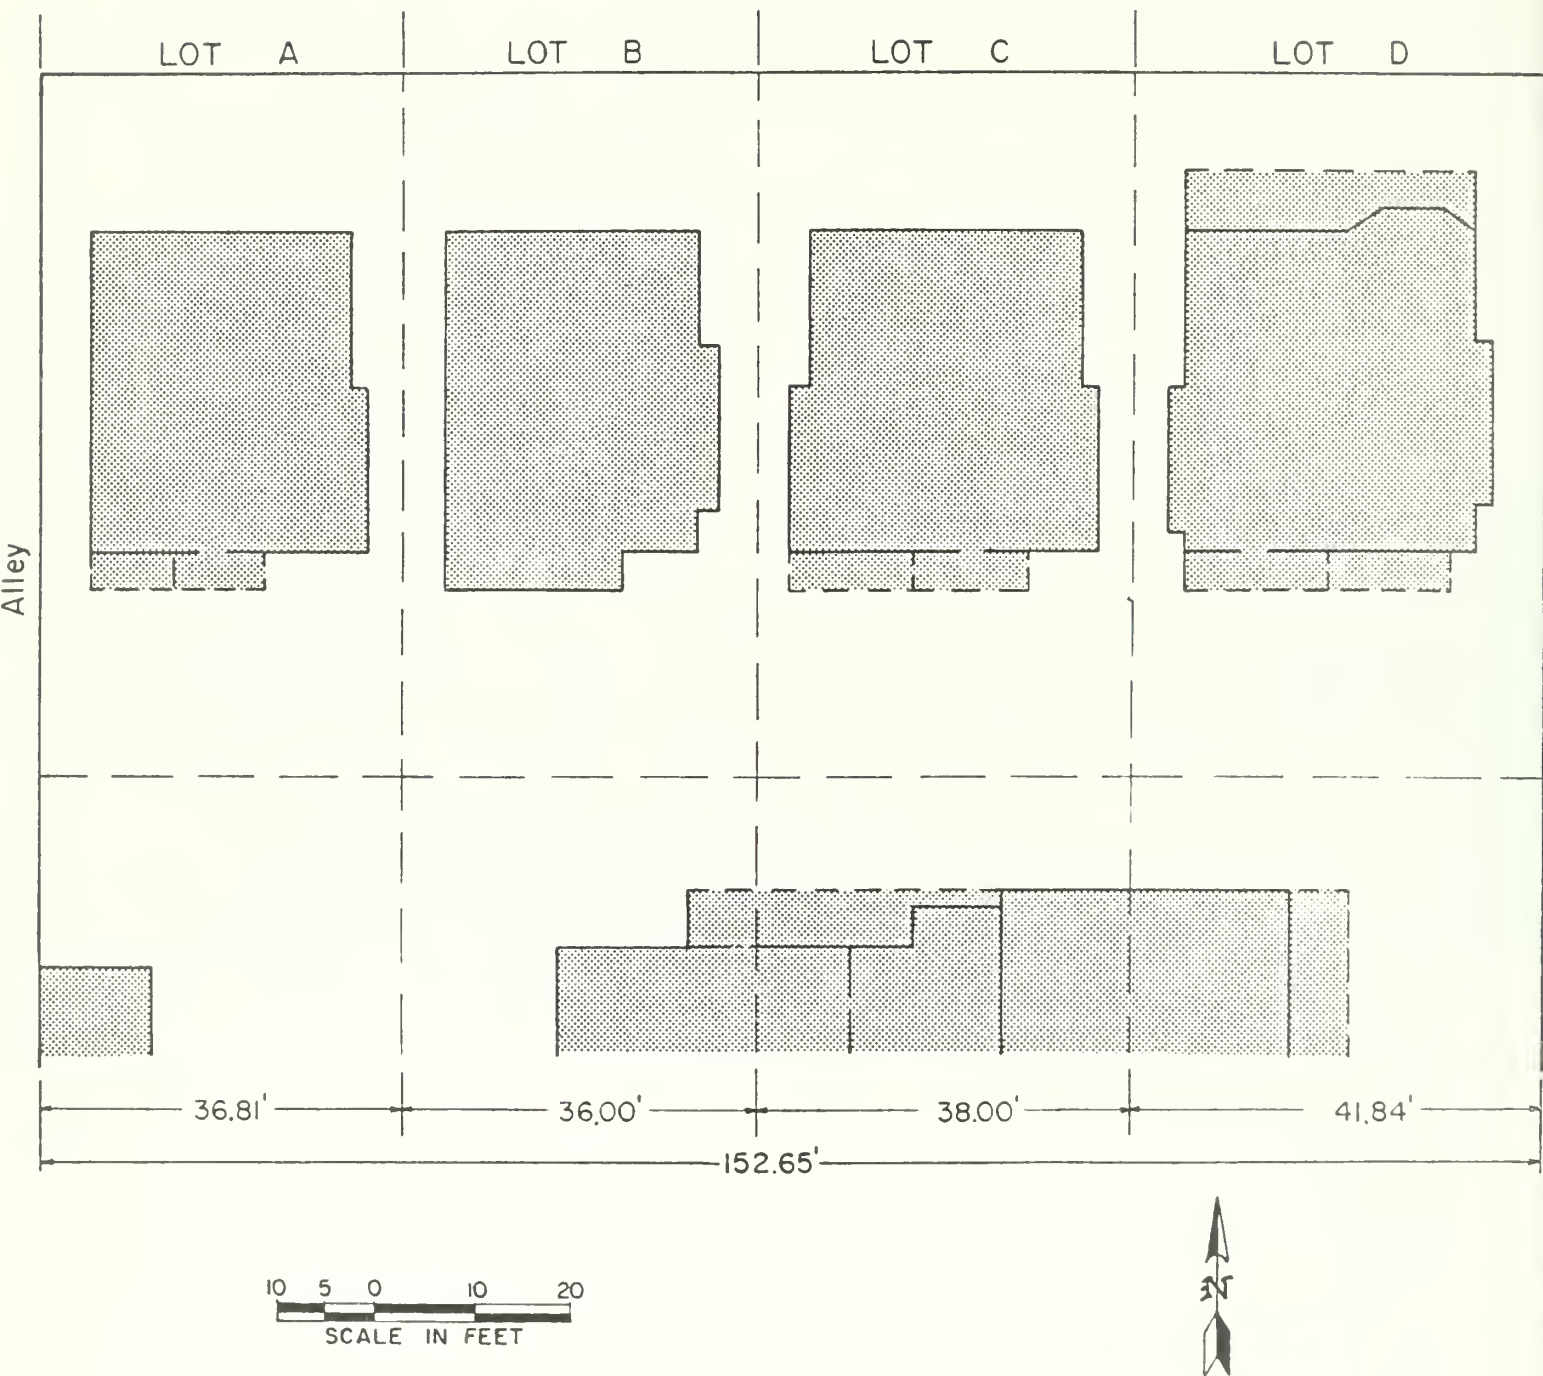 LOT A LOT B LOT C LOT D
Alley
36.81' 36.00' 38.00' 41.84'
152.65'
10 5 0 10 20
SCALE IN FEET
N